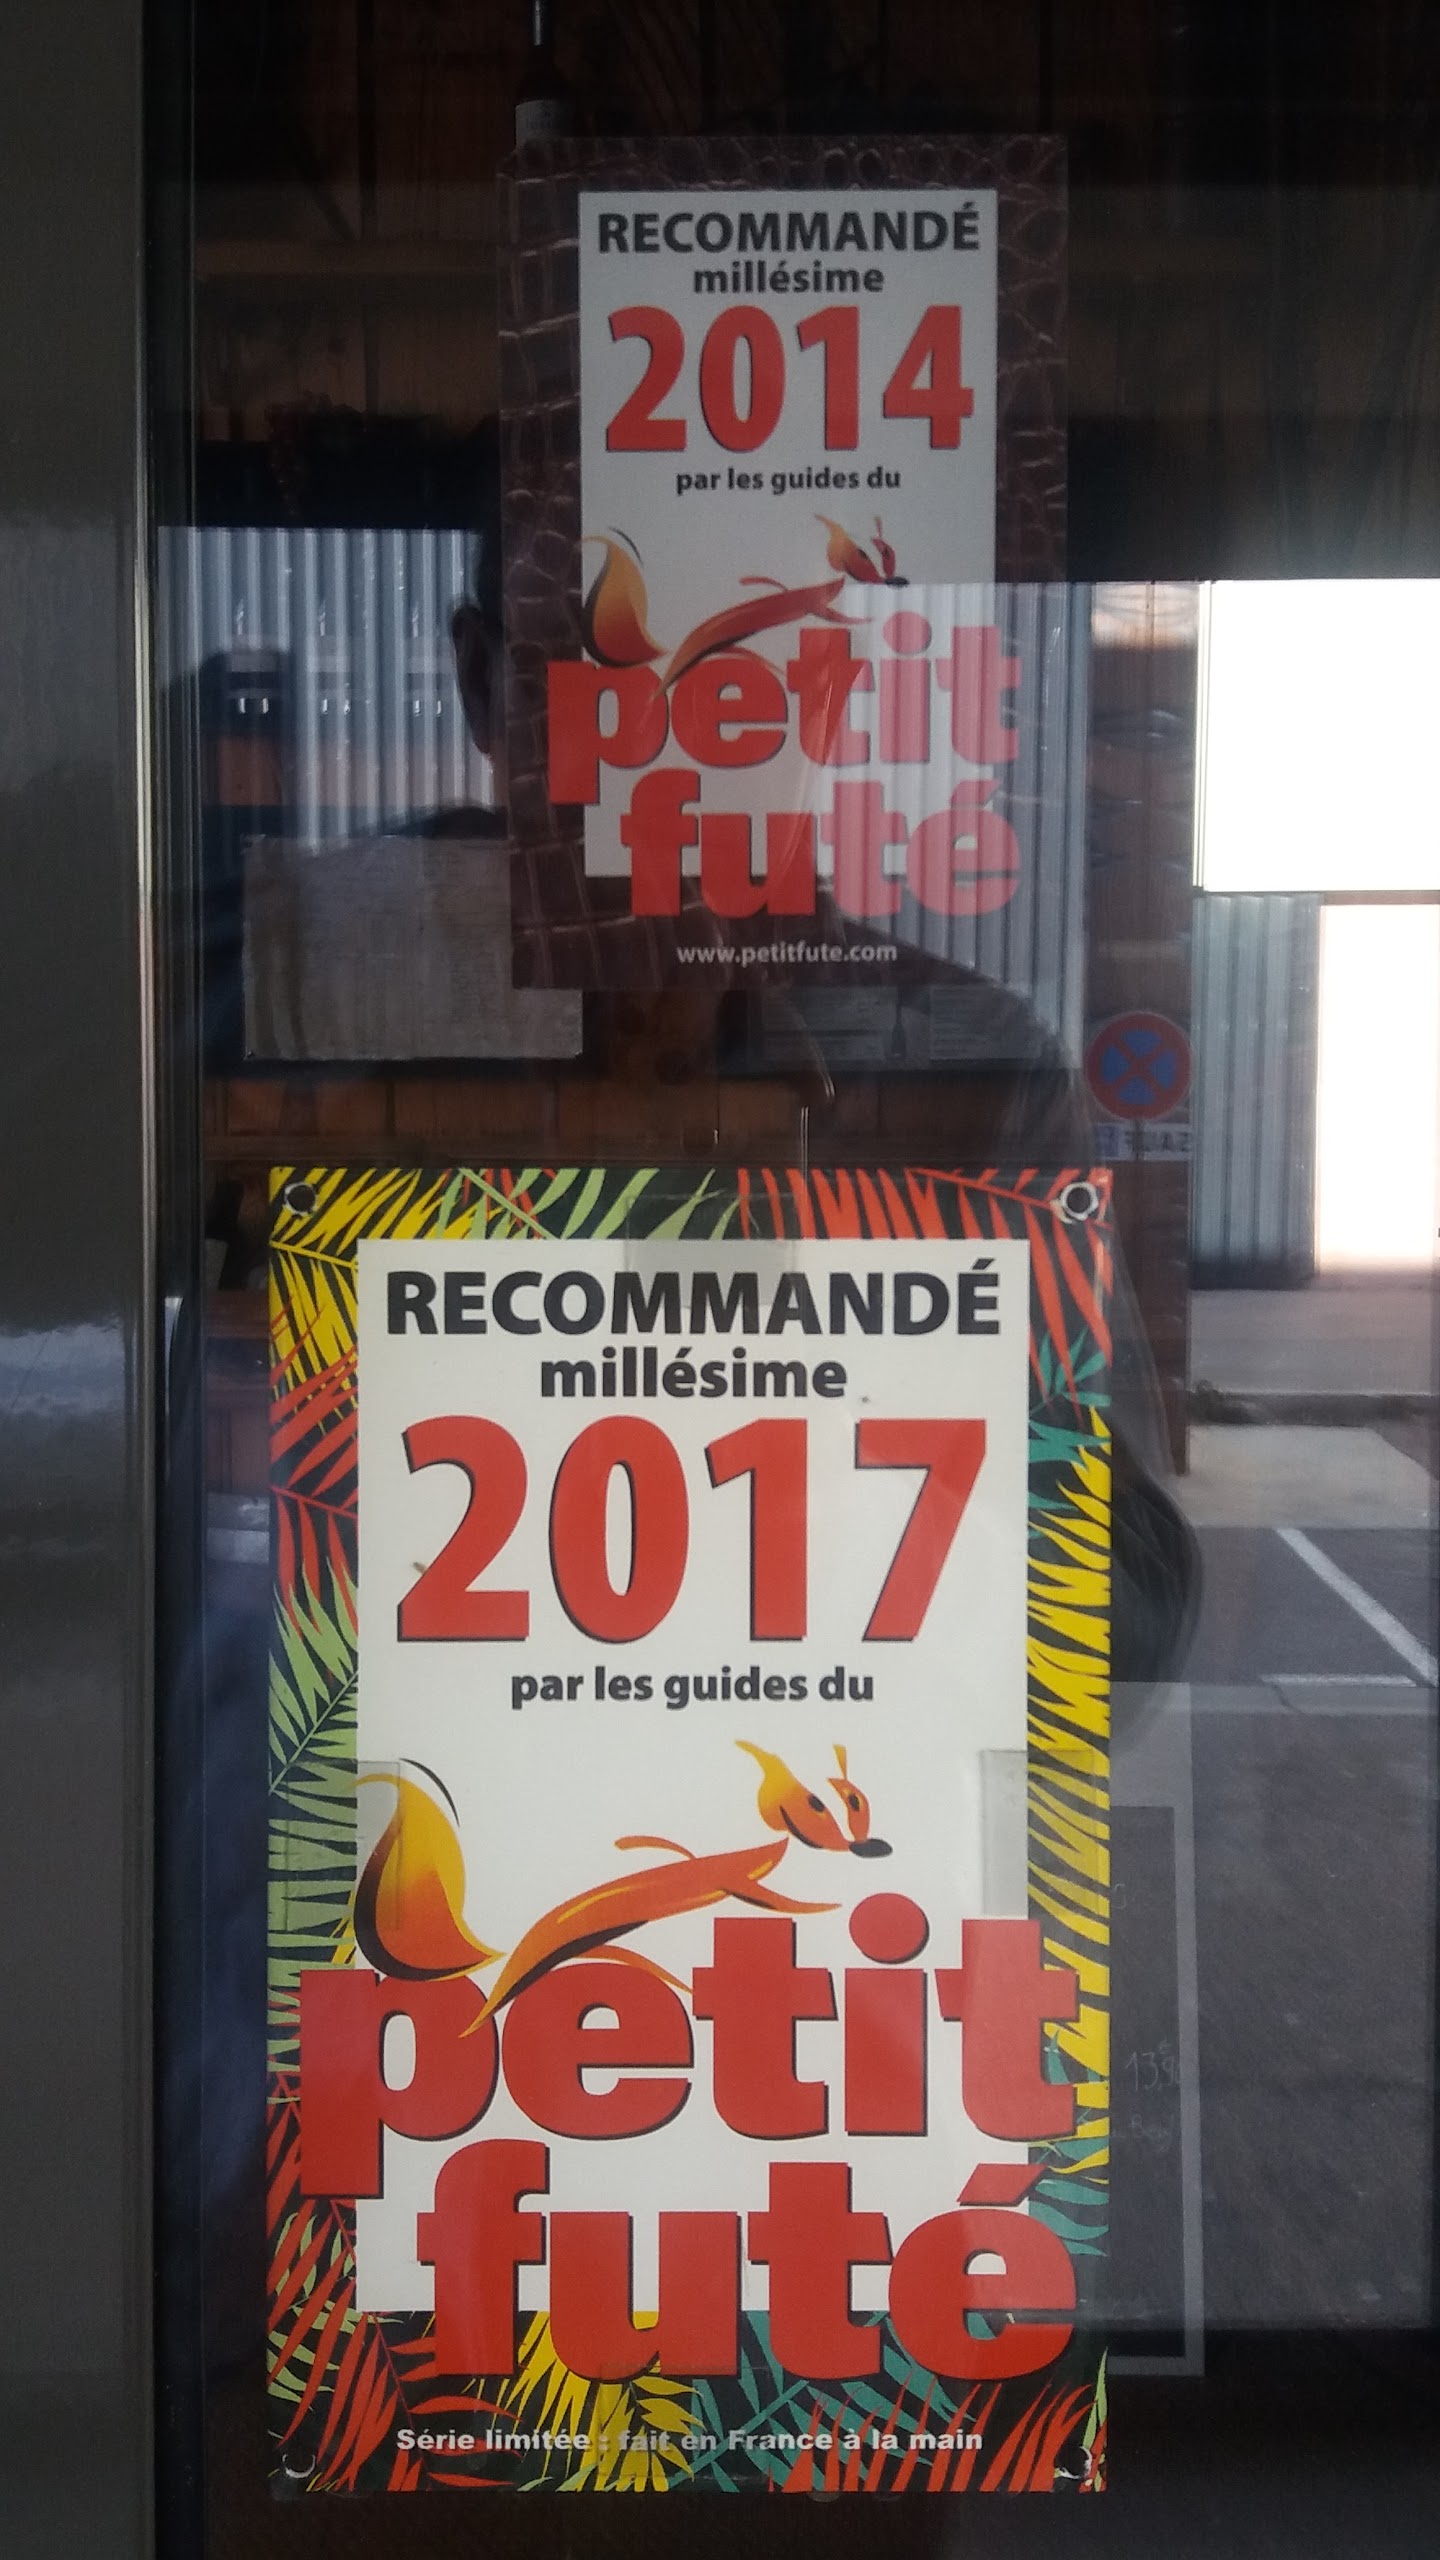 RECOMMANDÉ
millésime
2014
par les guides du
petit
futé
www.petitfute.com
RECOMMANDÉ
millésime
2017
par les guides du
petit
futé
Série limitée : fait en France à la main